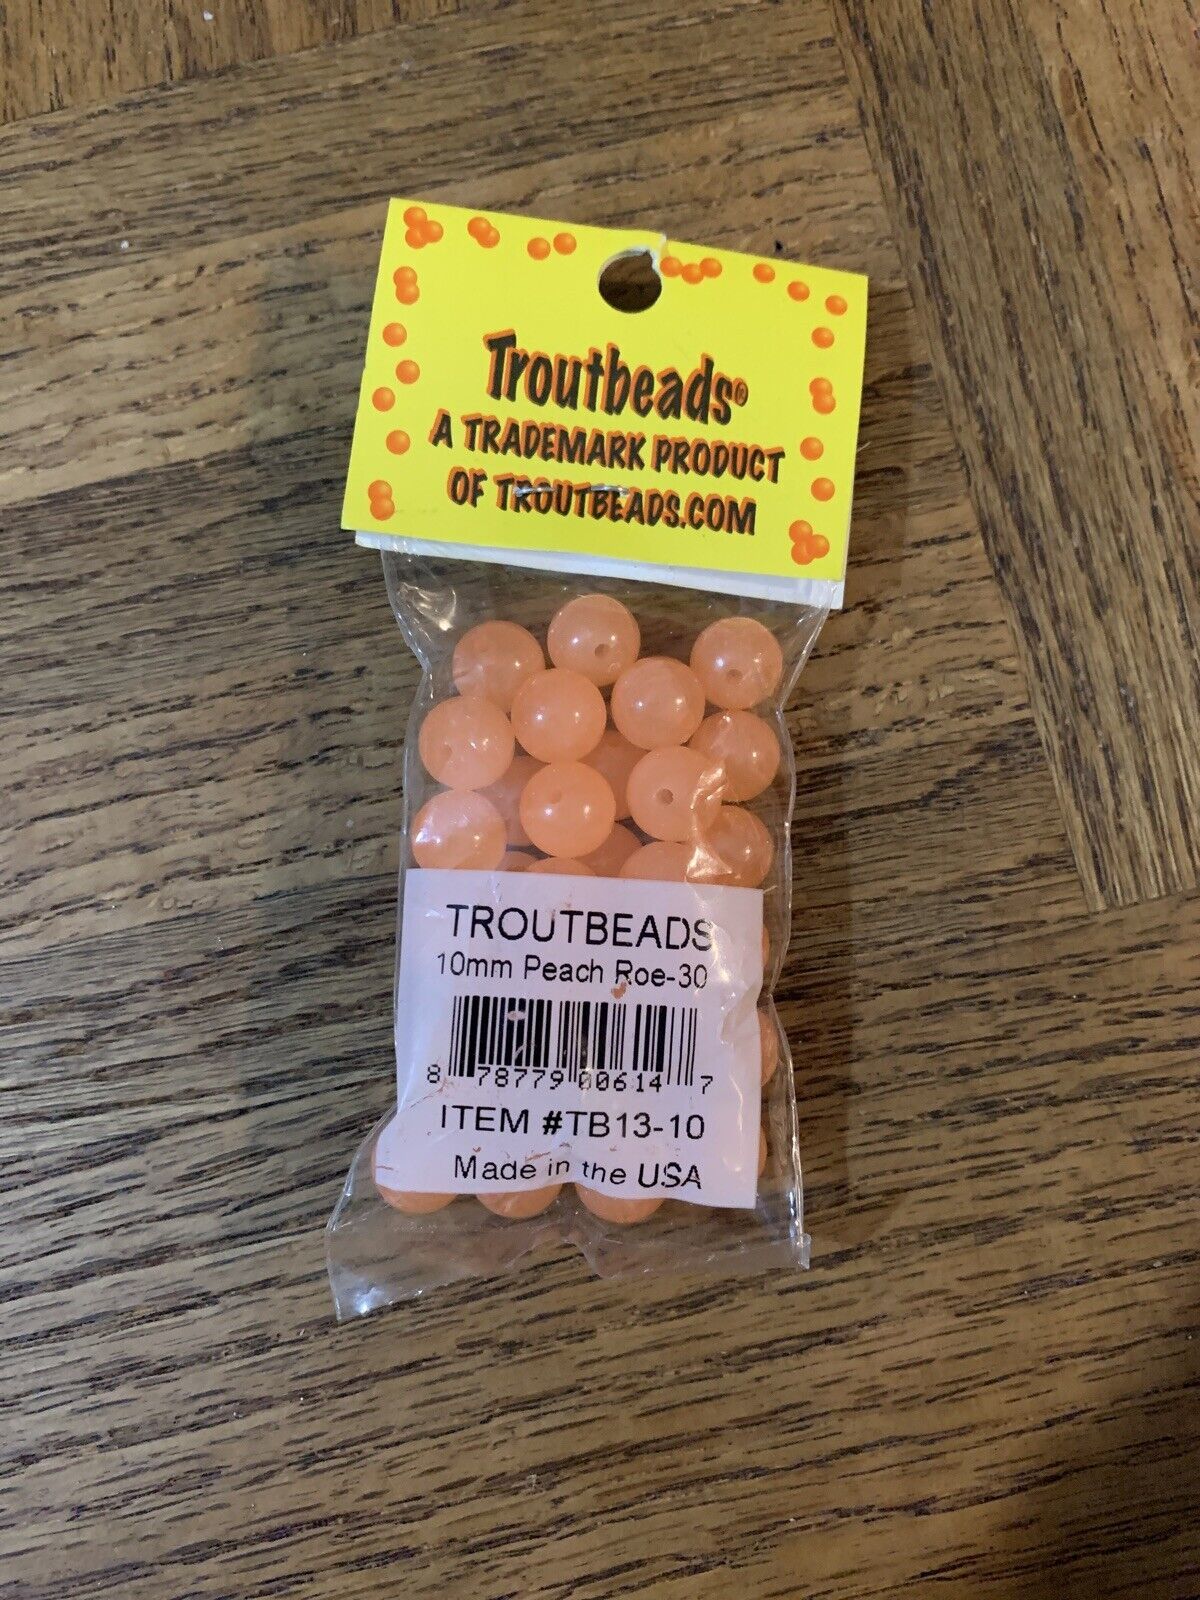 Troutbeads®
A TRADEMARK PRODUCT
OF TROUTBEADS.COM
TROUTBEADS
10mm Peach Roe-30
8 78779 00614 7
ITEM #TB13-10
Made in the USA